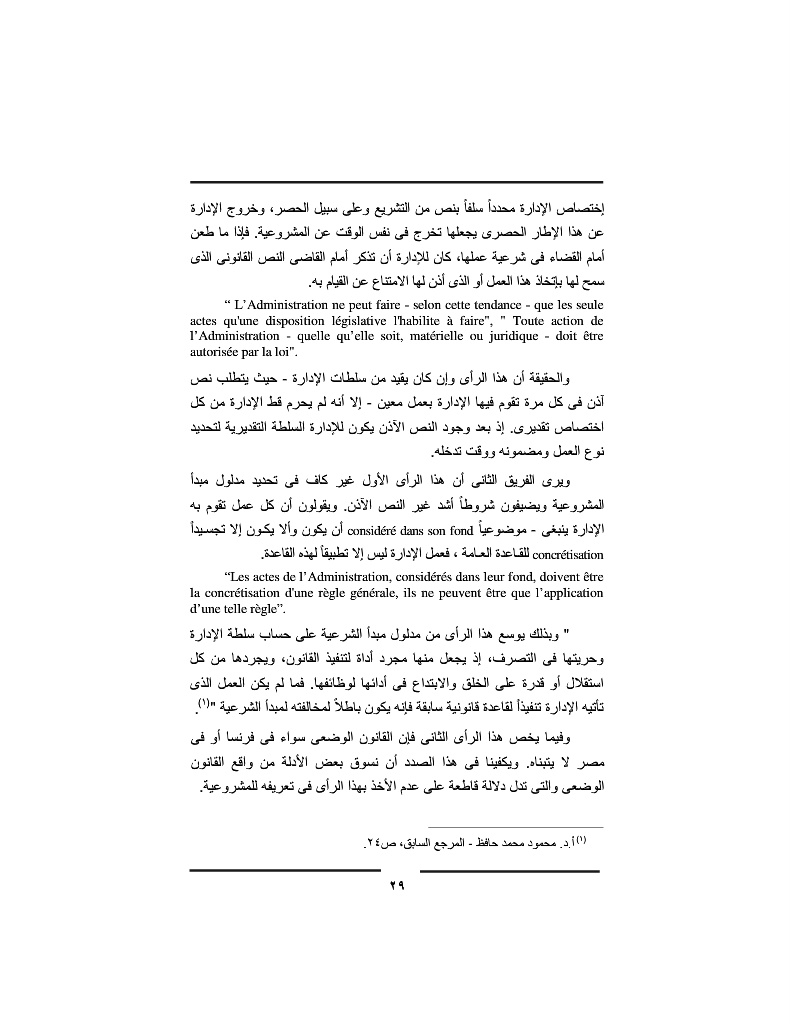 إختصاص الإدارة محدداً سلفاً بنص من التشريع وعلى سبيل الحصر، وخروج الإدارة
عن هذا الإطار الحصرى يجعلها تخرج فى نفس الوقت عن المشروعية. فإذا ما طعن
أمام القضاء فى شرعية عملها، كان للإدارة أن تذكر أمام القاضى النص القانونى الذى
سمح لها بإتخاذ هذا العمل أو الذى أذن لها الامتناع عن القيام به.
“ L’Administration ne peut faire - selon cette tendance - que les seule
actes qu'une disposition législative l'habilite à faire", " Toute action de
l’Administration - quelle qu’elle soit, matérielle ou juridique - doit être
autorisée par la loi".
والحقيقة أن هذا الرأى وإن كان يقيد من سلطات الإدارة - حيث يتطلب نص
آذن فى كل مرة تقوم فيها الإدارة بعمل معين - إلا أنه لم يحرم قط الإدارة من كل
اختصاص تقديرى. إذ بعد وجود النص الآذن يكون للإدارة السلطة التقديرية لتحديد
نوع العمل ومضمونه ووقت تدخله.
ويرى الفريق الثانى أن هذا الرأى الأول غير كاف فى تحديد مدلول مبدأ
المشروعية ويضيفون شروطاً أشد غير النص الآذن. ويقولون أن كل عمل تقوم به
الإدارة ينبغى - موضوعياً considéré dans son fond أن يكون وألا يكـون إلا تجسـيداً
concrétisation للقـاعدة العـامة ، فعمل الإدارة ليس إلا تطبيقاً لهذه القاعدة.
“Les actes de l’Administration, considérés dans leur fond, doivent être
la concrétisation d'une règle générale, ils ne peuvent être que l’application
d’une telle règle”.
" وبذلك يوسع هذا الرأى من مدلول مبدأ الشرعية على حساب سلطة الإدارة
وحريتها فى التصرف، إذ يجعل منها مجرد أداة لتنفيذ القانون، ويجردها من كل
استقلال أو قدرة على الخلق والابتداع فى أدائها لوظائفها. فما لم يكن العمل الذى
تأتيه الإدارة تنفيذاً لقاعدة قانونية سابقة فإنه يكون باطلاً لمخالفته لمبدأ الشرعية "(١).
وفيما يخص هذا الرأى الثانى فإن القانون الوضعى سواء فى فرنسا أو فى
مصر لا يتبناه. ويكفينا فى هذا الصدد أن نسوق بعض الأدلة من واقع القانون
الوضعى والتى تدل دلالة قاطعة على عدم الأخذ بهذا الرأى فى تعريفه للمشروعية.
(١) أ.د. محمود محمد حافظ - المرجع السابق، ص٢٤.
٢٩